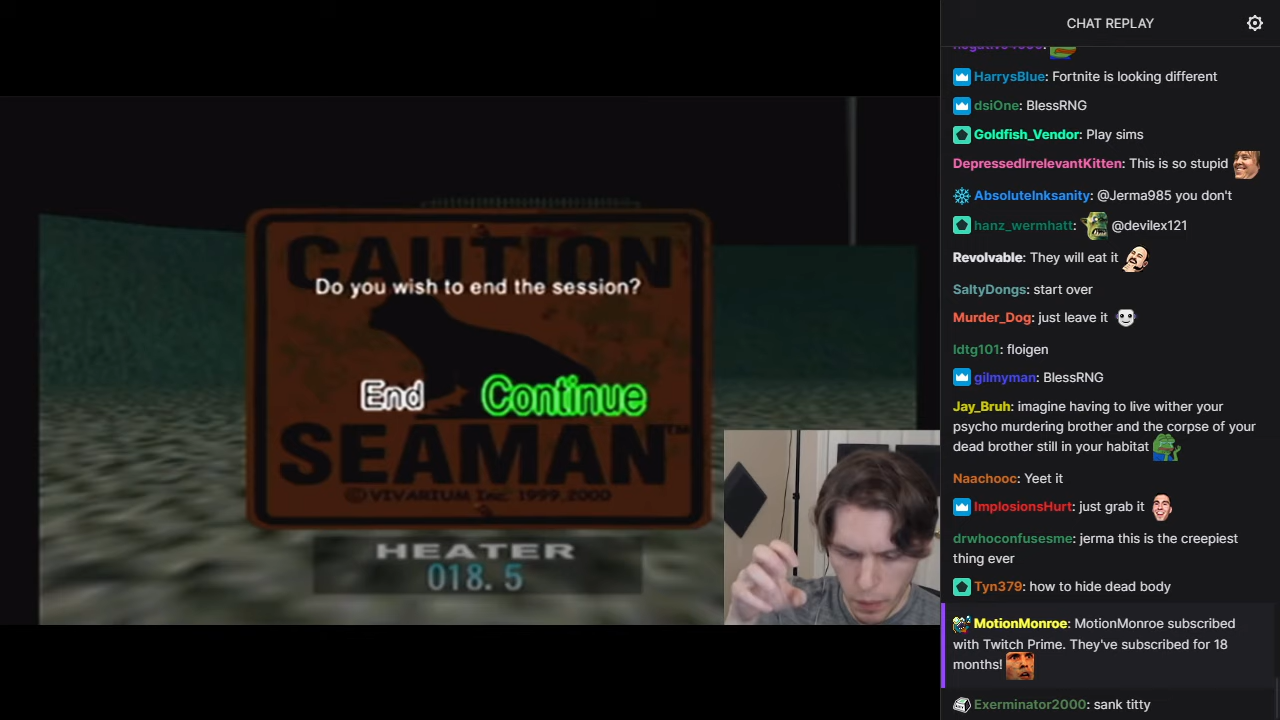 CHAT REPLAY
HarrysBlue: Fortnite is looking different
dsiOne: BlessRNG
Goldfish_Vendor: Play sims
DepressedIrrelevantKitten: This is so stupid
AbsoluteInksanity: @Jerma985 you don't
hanz_wermhatt: @devilex121
Revolvable: They will eat it
SaltyDongs: start over
Murder_Dog: just leave it
ldtg101: floigen
gilmyman: BlessRNG
Jay_Bruh: imagine having to live wither your
psycho murdering brother and the corpse of your
dead brother still in your habitat
Naachooc: Yeet it
ImplosionsHurt: just grab it
drwhoconfusesme: jerma this is the creepiest
thing ever
Tyn379: how to hide dead body
MotionMonroe: MotionMonroe subscribed
with Twitch Prime. They've subscribed for 18
months!
Exerminator2000: sank titty
CAUTION
Do you wish to end the session?
End Continue
SEAMAN™
© VIVARIUM Inc. 1999,2000
HEATER
018. 5